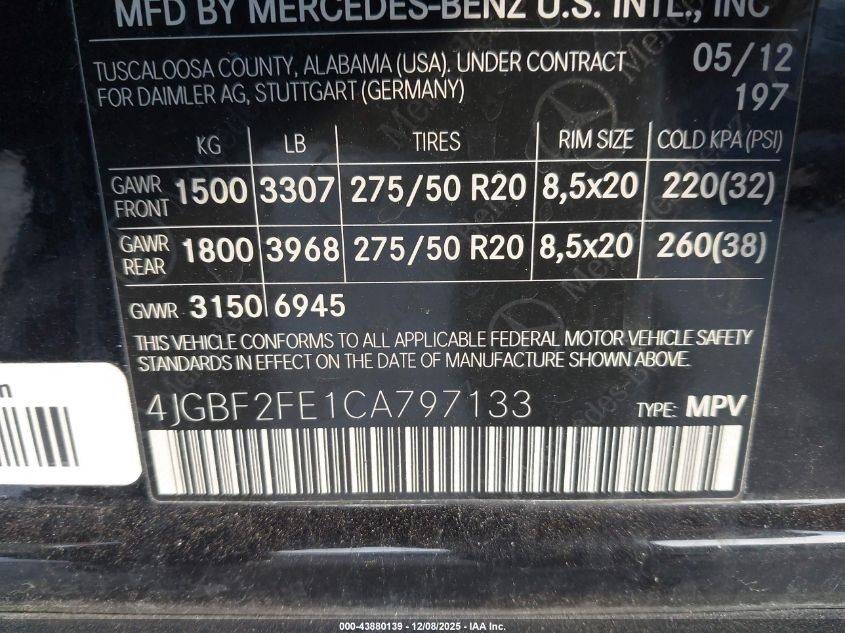 MFD BY MERCEDES-BENZ U.S. INTL., INC
TUSCALOOSA COUNTY, ALABAMA (USA). UNDER CONTRACT 05/12
FOR DAIMLER AG, STUTTGART (GERMANY) 197
KG LB TIRES RIM SIZE COLD KPA (PSI)
GAWR FRONT 1500 3307 275/50 R20 8,5x20 220(32)
GAWR REAR 1800 3968 275/50 R20 8,5x20 260(38)
GVWR 3150 6945
THIS VEHICLE CONFORMS TO ALL APPLICABLE FEDERAL MOTOR VEHICLE SAFETY
STANDARDS IN EFFECT ON THE DATE OF MANUFACTURE SHOWN ABOVE.
4JGBF2FE1CA797133 TYPE: MPV
000-43880139 - 12/08/2025 - IAA Inc.